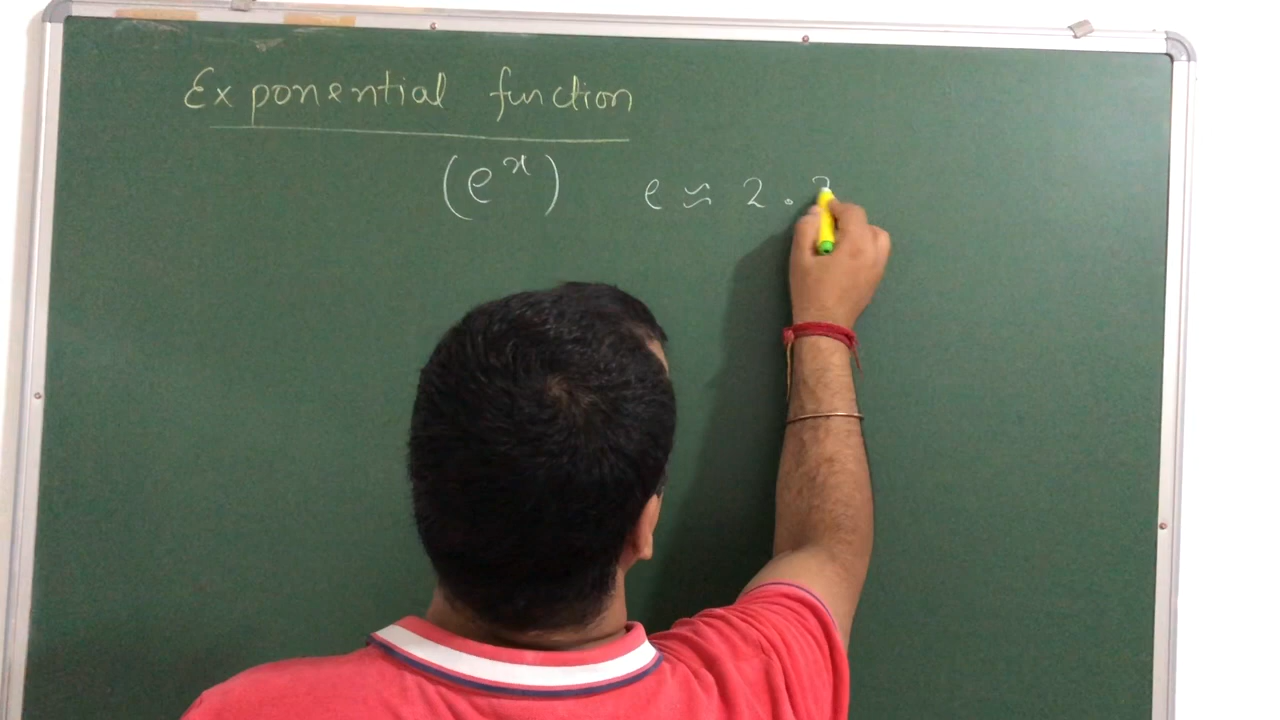 Exponential function
(e^x) e ≈ 2.